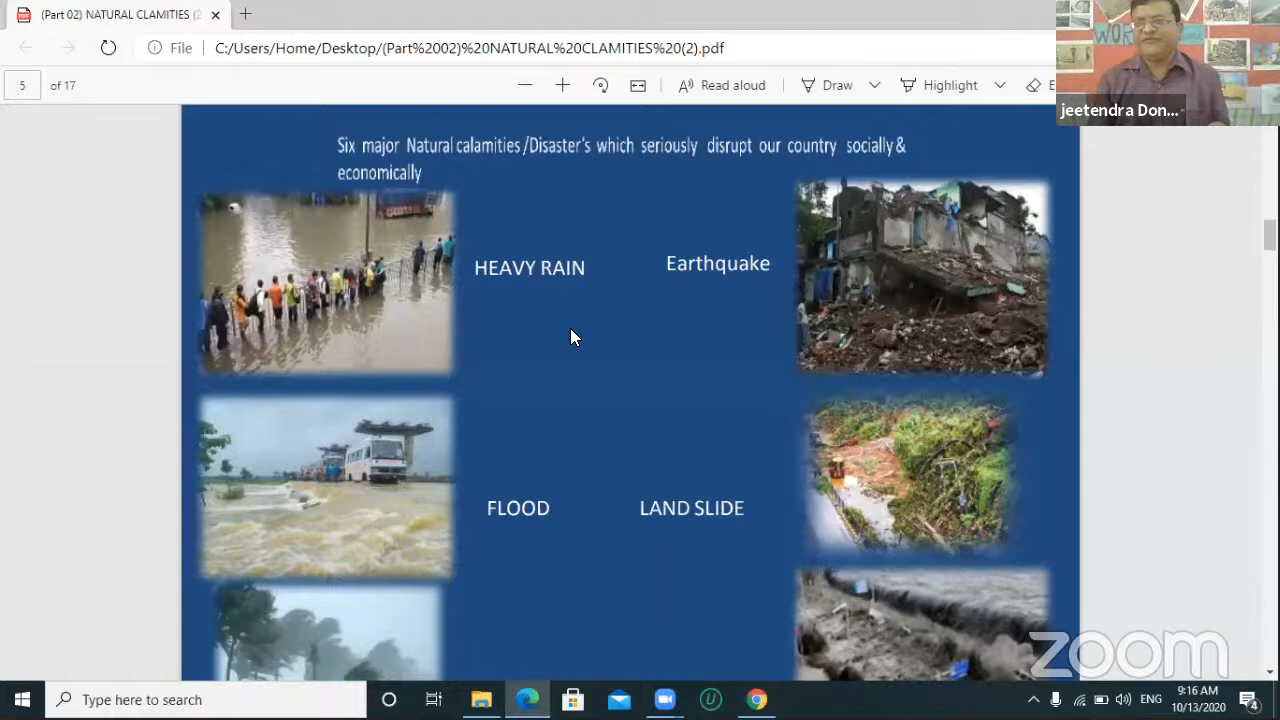 (Part 02) NATURAL CLAMITIES (2
File
C:/Users/Home/Desktop/(Part%2002)%20NATURAL%20CLAMITIES%20(2).pdf
5 of 17
Read aloud
Draw
Highlight
E
jeetendra Don...
Six major Natural calamities /Disaster's which seriously disrupt our country socially &
economically
HEAVY RAIN
Earthquake
FLOOD
LAND SLIDE
zoom
Type here to search
ENG
9:16 AM
10/13/2020
4